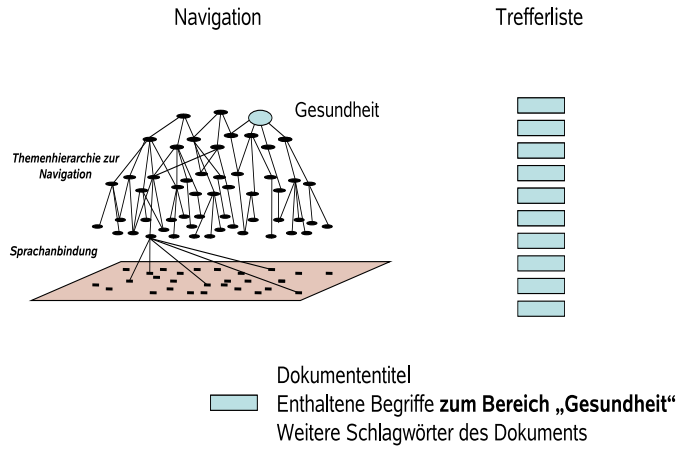 Navigation
Trefferliste
Gesundheit
Themenhierarchie zur
Navigation
Sprachanbindung
Dokumententitel
Enthaltene Begriffe zum Bereich „Gesundheit“
Weitere Schlagwörter des Dokuments